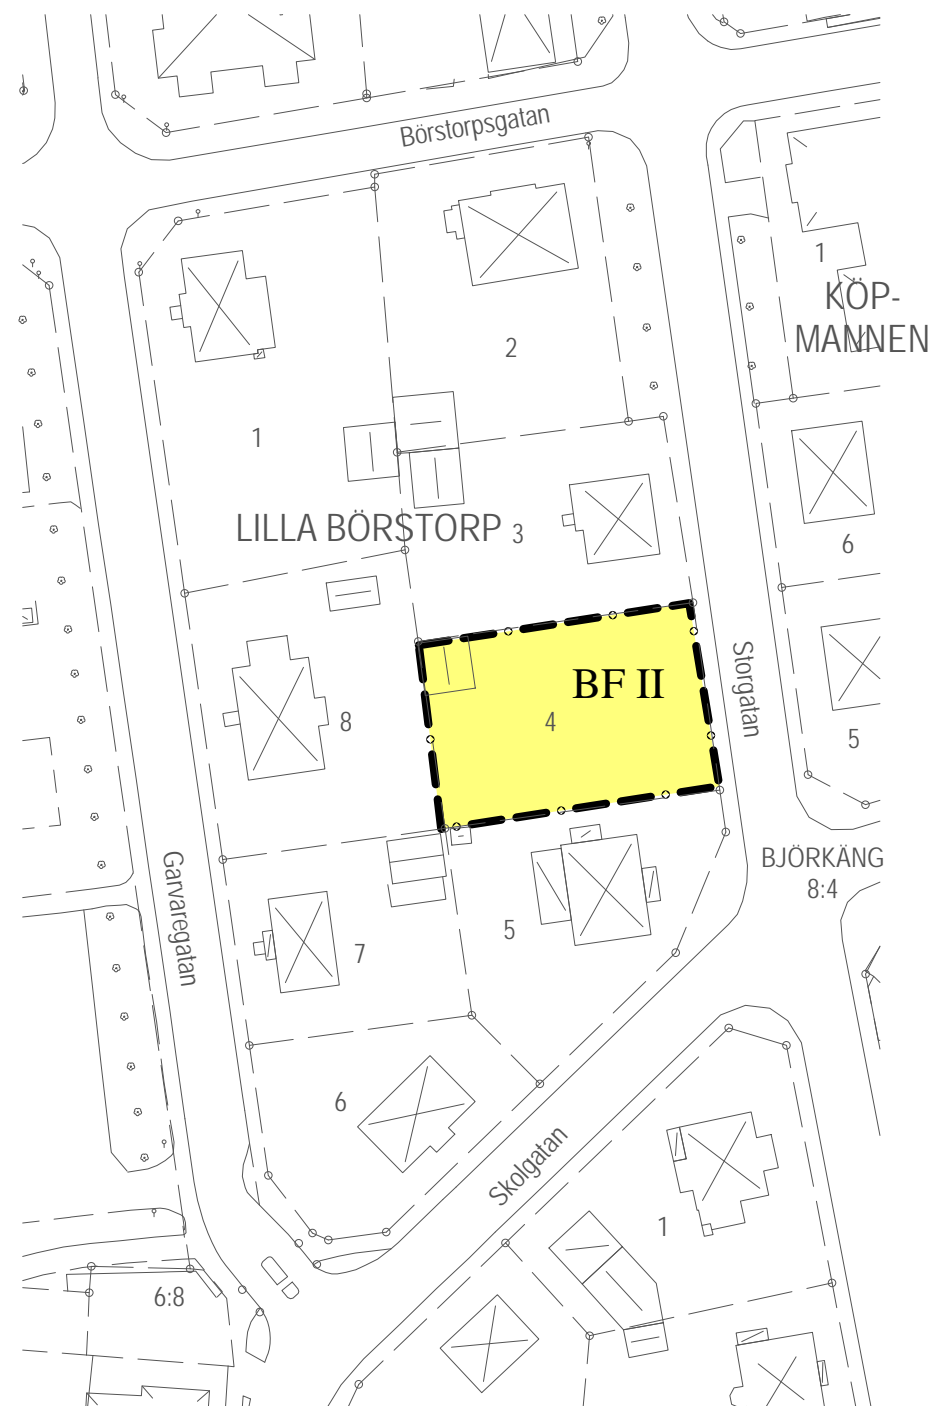 Börstorpsgatan
1
KÖP-
MANNEN
2
1
LILLA BÖRSTORP
3
6
Storgatan
BF II
4
8
5
BJÖRKÄNG
8:4
Garvaregatan
5
7
6
Skolgatan
1
6:8